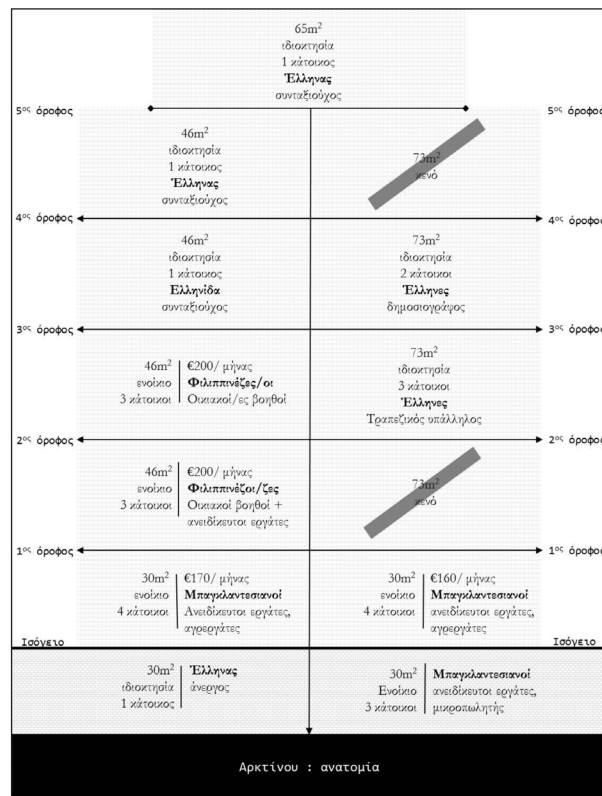 65m²
ιδιοκτησία
1 κάτοικος
Έλληνας
συνταξιούχος
5ος όροφος
5ος όροφος
46m²
ιδιοκτησία
1 κάτοικος
Έλληνας
συνταξιούχος
73m²
κενό
4ος όροφος
4ος όροφος
46m²
ιδιοκτησία
1 κάτοικος
Ελληνίδα
συνταξιούχος
73m²
ιδιοκτησία
2 κάτοικοι
Έλληνες
δημοσιογράφος
3ος όροφος
3ος όροφος
46m² €200/ μήνας
ενοίκιο Φιλιππινέζες/οι
3 κάτοικοι Οικιακοί/ες βοηθοί
73m²
ιδιοκτησία
3 κάτοικοι
Έλληνες
Τραπεζικός υπάλληλος
2ος όροφος
2ος όροφος
46m² €200/ μήνας
ενοίκιο Φιλιππινέζοι/ζες
3 κάτοικοι Οικιακοί βοηθοί +
ανειδίκευτοι εργάτες
73m²
κενό
1ος όροφος
1ος όροφος
30m² €170/ μήνας
ενοίκιο Μπαγκλαντεσιανοί
4 κάτοικοι Ανειδίκευτοι εργάτες,
αγρεργάτες
30m² €160/ μήνας
ενοίκιο Μπαγκλαντεσιανοί
4 κάτοικοι ανειδίκευτοι εργάτες,
αγρεργάτες
Ισόγειο
Ισόγειο
30m² Έλληνας
ιδιοκτησία άνεργος
1 κάτοικος
30m² Μπαγκλαντεσιανοί
Ενοίκιο ανειδίκευτοι εργάτες,
3 κάτοικοι μικροπωλητής
Αρκτίνου : ανατομία